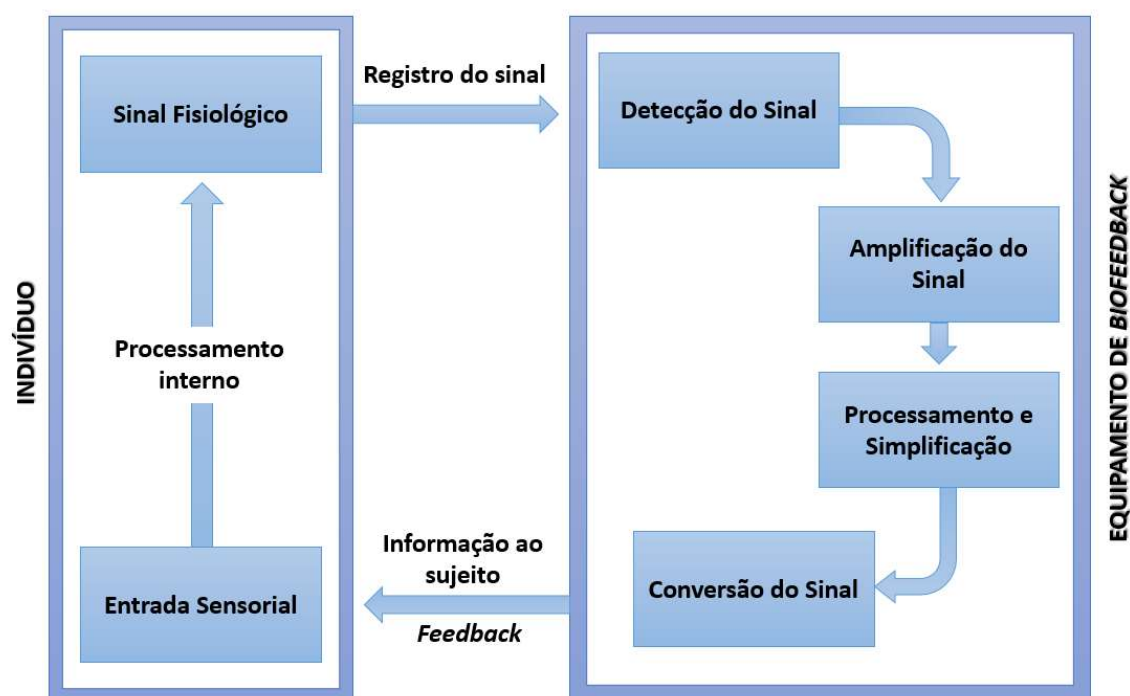 INDIVÍDUO
Sinal Fisiológico
Processamento
interno
Entrada Sensorial
Registro do sinal
Informação ao
sujeito
Feedback
Detecção do Sinal
Amplificação do
Sinal
Processamento e
Simplificação
Conversão do Sinal
EQUIPAMENTO DE BIOFEEDBACK